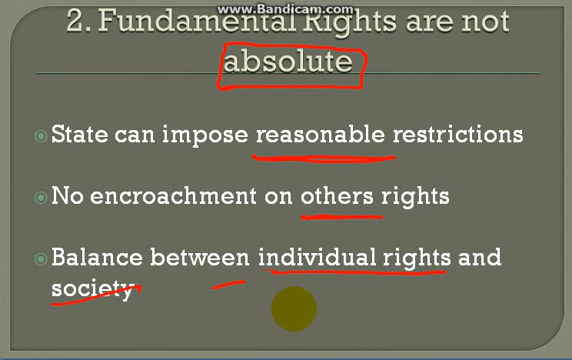 www.Bandicam.com
2. Fundamental Rights are not
absolute
State can impose reasonable restrictions
No encroachment on others rights
Balance between individual rights and
society